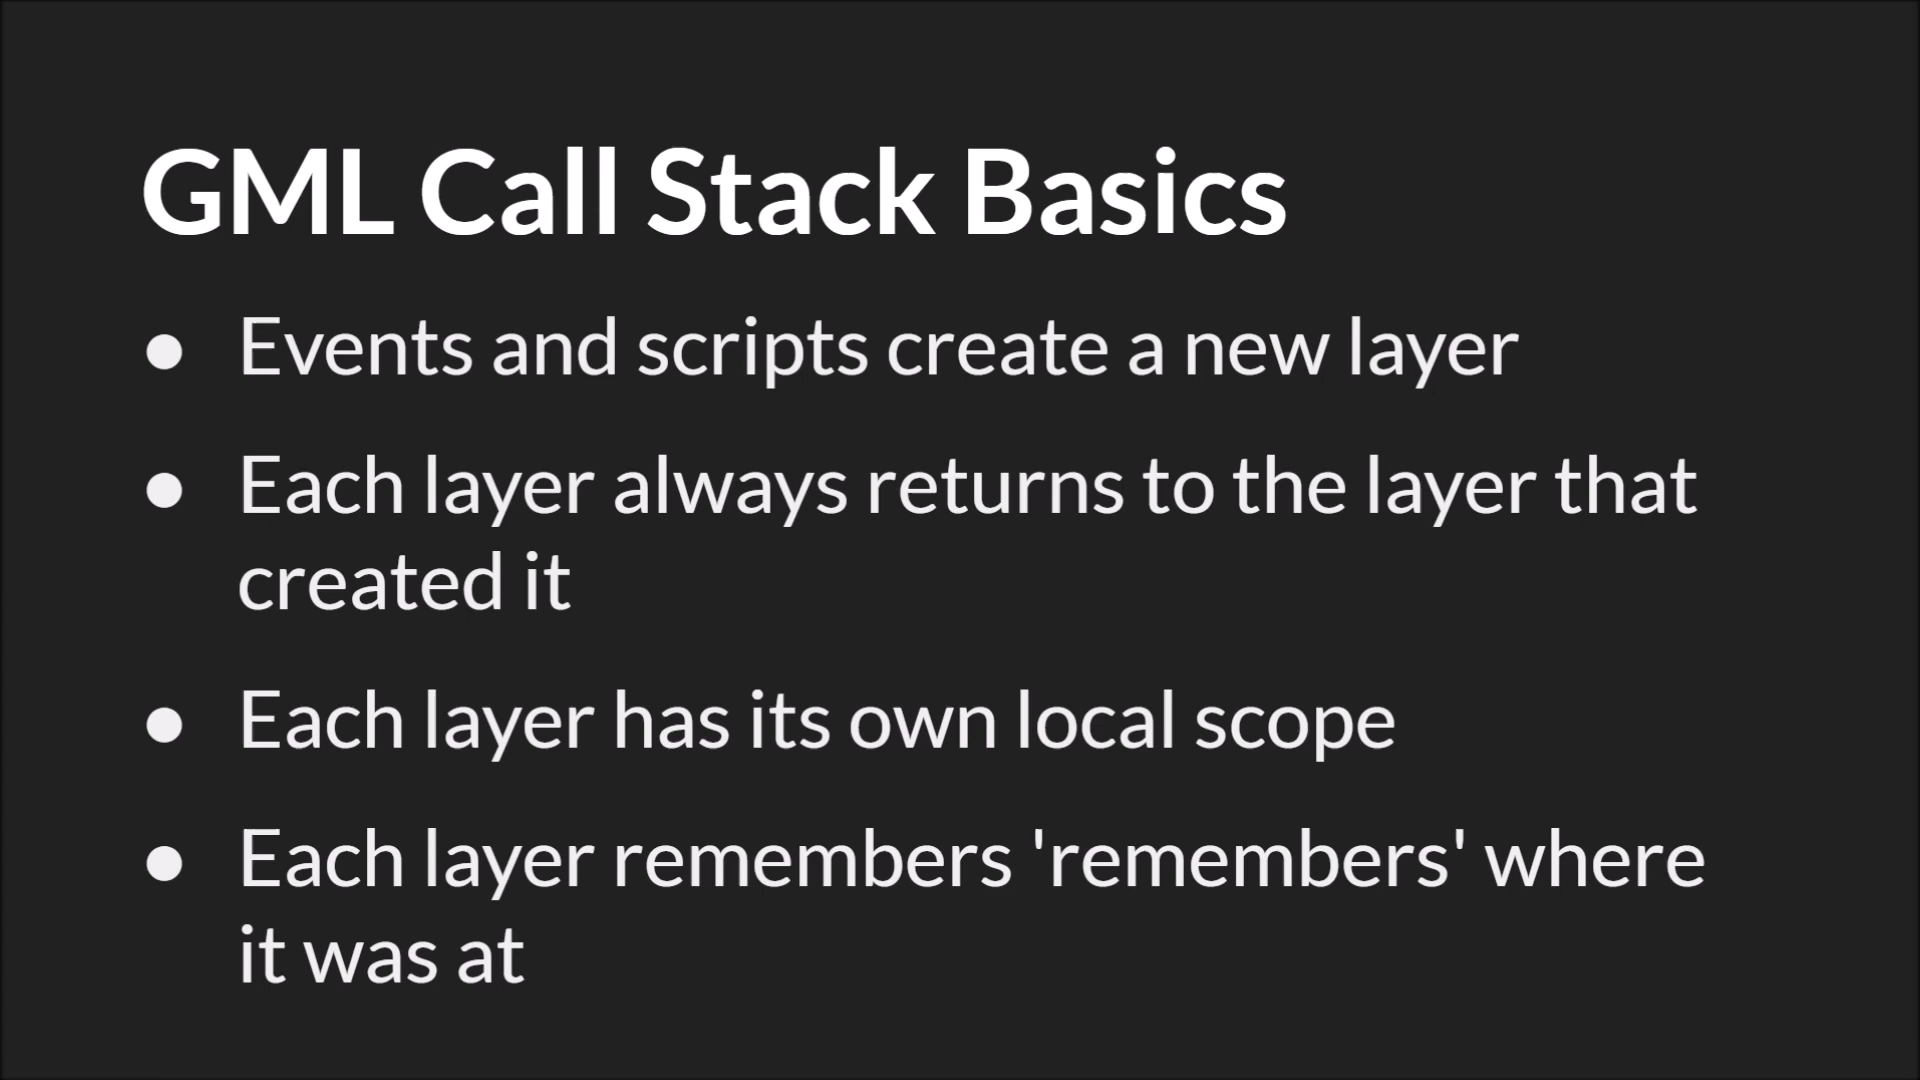 GML Call Stack Basics
● Events and scripts create a new layer
● Each layer always returns to the layer that
created it
● Each layer has its own local scope
● Each layer remembers 'remembers' where
it was at